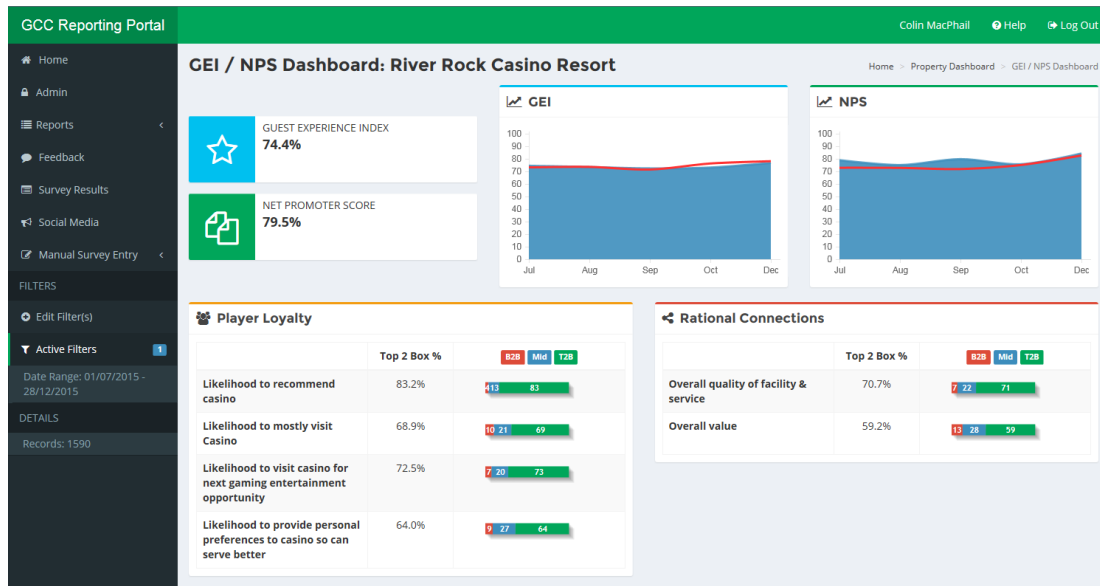 GCC Reporting Portal
Colin MacPhail Help Log Out
Home
Admin
Reports
Feedback
Survey Results
Social Media
Manual Survey Entry
FILTERS
Edit Filter(s)
Active Filters 1
Date Range: 01/07/2015 -
28/12/2015
DETAILS
Records: 1590
GEI / NPS Dashboard: River Rock Casino Resort
Home > Property Dashboard > GEI / NPS Dashboard
GUEST EXPERIENCE INDEX
74.4%
NET PROMOTER SCORE
79.5%
GEI
100
90
80
70
60
50
40
30
20
10
0
Jul Aug Sep Oct Dec
NPS
100
90
80
70
60
50
40
30
20
10
0
Jul Aug Sep Oct Dec
Player Loyalty
Top 2 Box % B2B Mid T2B
Likelihood to recommend
casino
83.2% 4 13 83
Likelihood to mostly visit
Casino
68.9% 10 21 69
Likelihood to visit casino for
next gaming entertainment
opportunity
72.5% 7 20 73
Likelihood to provide personal
preferences to casino so can
serve better
64.0% 9 27 64
Rational Connections
Top 2 Box % B2B Mid T2B
Overall quality of facility &
service
70.7% 7 22 71
Overall value 59.2% 13 28 59